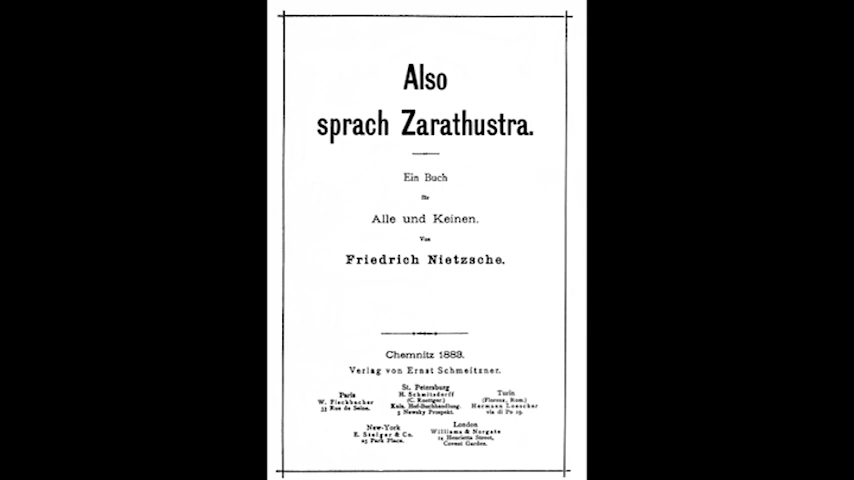 Also
sprach Zarathustra.
Ein Buch
für
Alle und Keinen.
Von
Friedrich Nietzsche.
Chemnitz 1883.
Verlag von Ernst Schmeitzner.
Paris
W. Fischbacher
33 Rue de Seine.
St. Petersburg
H. Schmitzdorff
(C. Roettger)
Kais. Hof-Buchhandlung.
5 Newsky Prospekt.
Turin
(Florenz, Rom.)
Hermann Loescher
via di Po 19.
New-York
E. Steiger & Co.
25 Park Place.
London
Williams & Norgate
14 Henrietta Street,
Covent Garden.